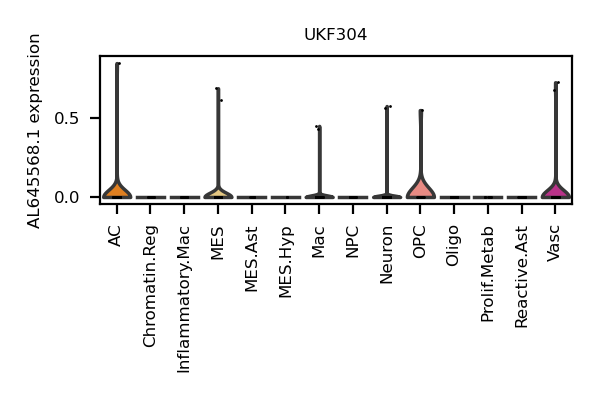 UKF304
AL645568.1 expression
0.5
0.0
AC
Chromatin.Reg
Inflammatory.Mac
MES
MES.Ast
MES.Hyp
Mac
NPC
Neuron
OPC
Oligo
Prolif.Metab
Reactive.Ast
Vasc